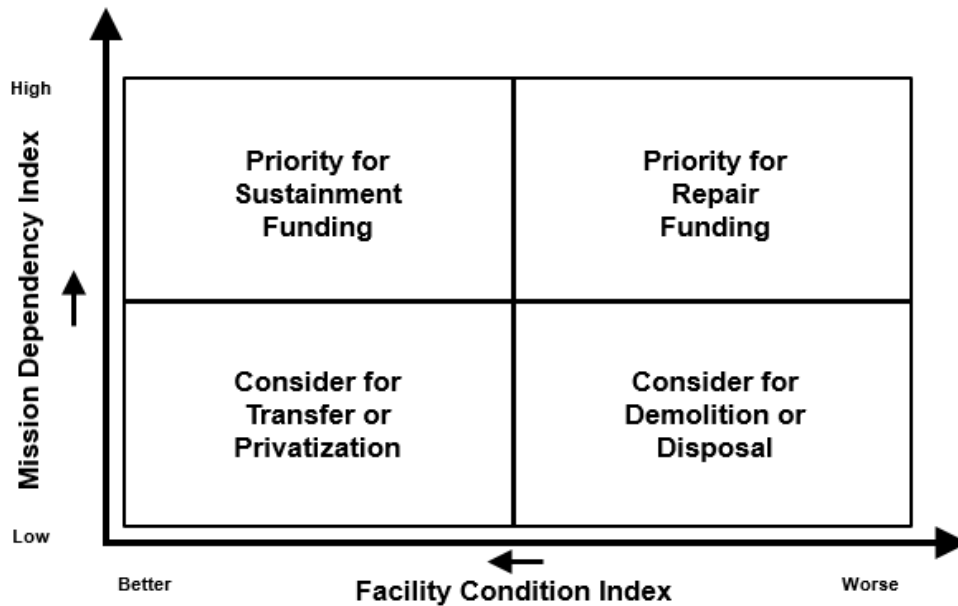 High
Mission Dependency Index
Low
Priority for
Sustainment
Funding
Priority for
Repair
Funding
Consider for
Transfer or
Privatization
Consider for
Demolition or
Disposal
Better
Facility Condition Index
Worse